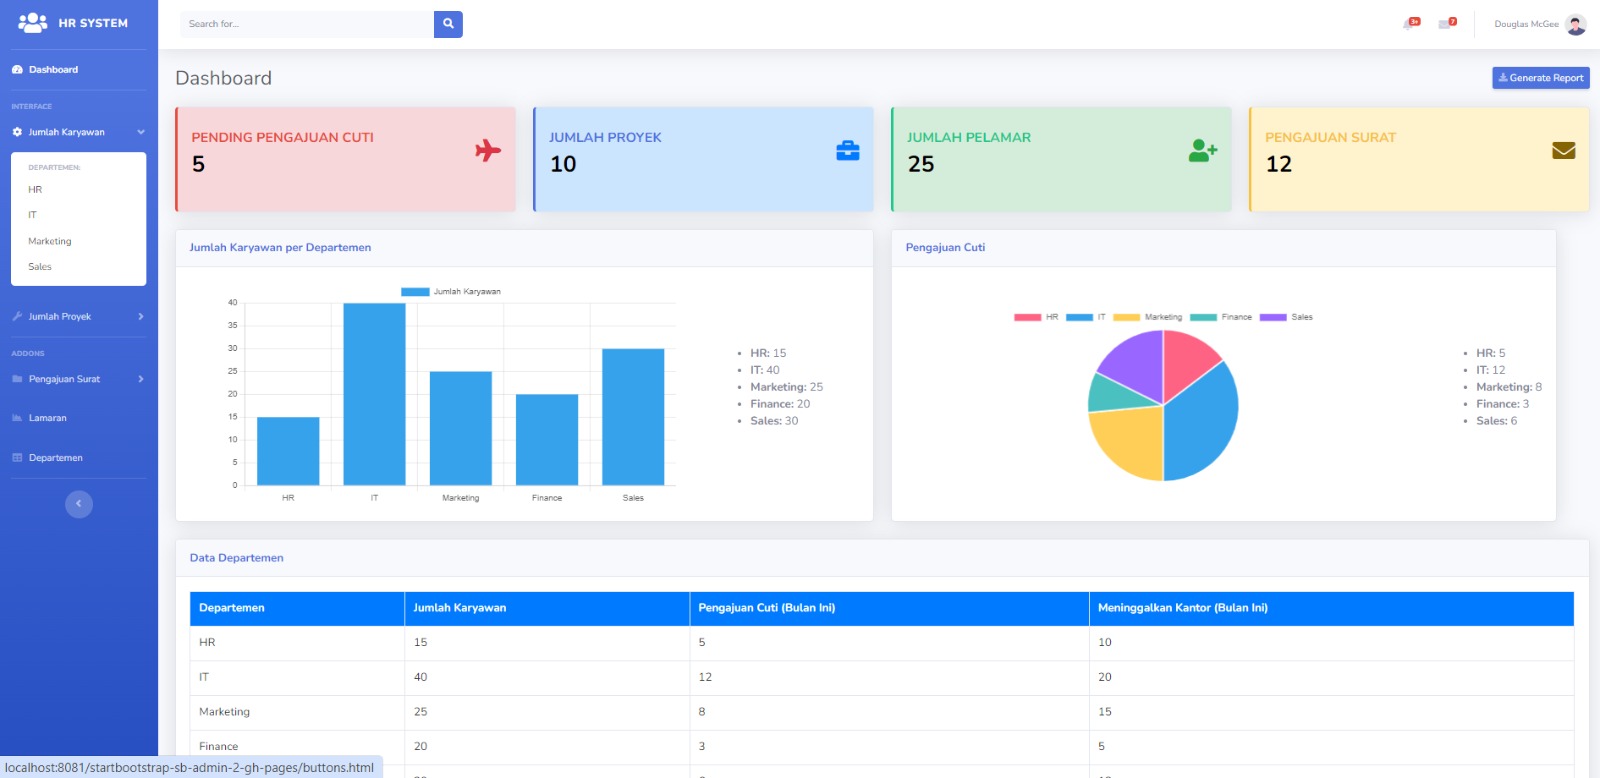 HR SYSTEM
Dashboard
INTERFACE
Jumlah Karyawan
DEPARTEMEN:
HR
IT
Marketing
Sales
Jumlah Proyek
ADDONS
Pengajuan Surat
Lamaran
Departemen
Search for...
3+
7
Douglas McGee
Dashboard
Generate Report
PENDING PENGAJUAN CUTI
5
JUMLAH PROYEK
10
JUMLAH PELAMAR
25
PENGAJUAN SURAT
12
Jumlah Karyawan per Departemen
Jumlah Karyawan
40
35
30
25
20
15
10
5
0
HR IT Marketing Finance Sales
• HR: 15
• IT: 40
• Marketing: 25
• Finance: 20
• Sales: 30
Pengajuan Cuti
HR IT Marketing Finance Sales
• HR: 5
• IT: 12
• Marketing: 8
• Finance: 3
• Sales: 6
Data Departemen
Departemen Jumlah Karyawan Pengajuan Cuti (Bulan Ini) Meninggalkan Kantor (Bulan Ini)
HR 15 5 10
IT 40 12 20
Marketing 25 8 15
Finance 20 3 5
localhost:8081/startbootstrap-sb-admin-2-gh-pages/buttons.html